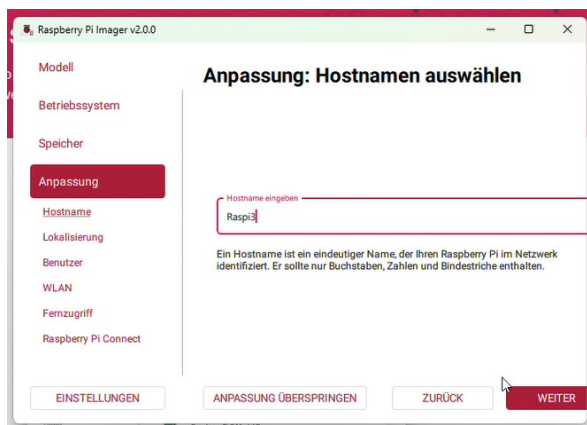 Raspberry Pi Imager v2.0.0
Modell
Betriebssystem
Speicher
Anpassung
Hostname
Lokalisierung
Benutzer
WLAN
Fernzugriff
Raspberry Pi Connect
Anpassung: Hostnamen auswählen
Hostname eingeben
Raspi3
Ein Hostname ist ein eindeutiger Name, der Ihren Raspberry Pi im Netzwerk
identifiziert. Er sollte nur Buchstaben, Zahlen und Bindestriche enthalten.
EINSTELLUNGEN
ANPASSUNG ÜBERSPRINGEN
ZURÜCK
WEITER